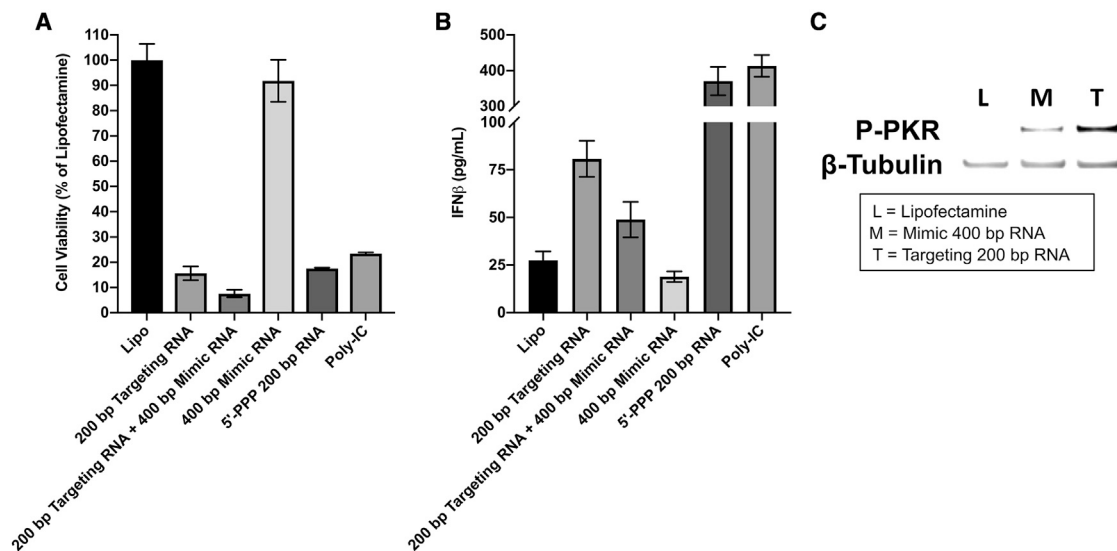 A
Cell Viability (% of Lipofectamine)
110
100
90
80
70
60
50
40
30
20
10
0
Lipo
200 bp Targeting RNA
200 bp Targeting RNA + 400 bp Mimic RNA
400 bp Mimic RNA
5'-PPP 200 bp RNA
Poly-IC
B
IFNβ (pg/mL)
500
400
300
100
75
50
25
0
Lipo
200 bp Targeting RNA
200 bp Targeting RNA + 400 bp Mimic RNA
400 bp Mimic RNA
5'-PPP 200 bp RNA
Poly-IC
C
L M T
P-PKR
β-Tubulin
L = Lipofectamine
M = Mimic 400 bp RNA
T = Targeting 200 bp RNA